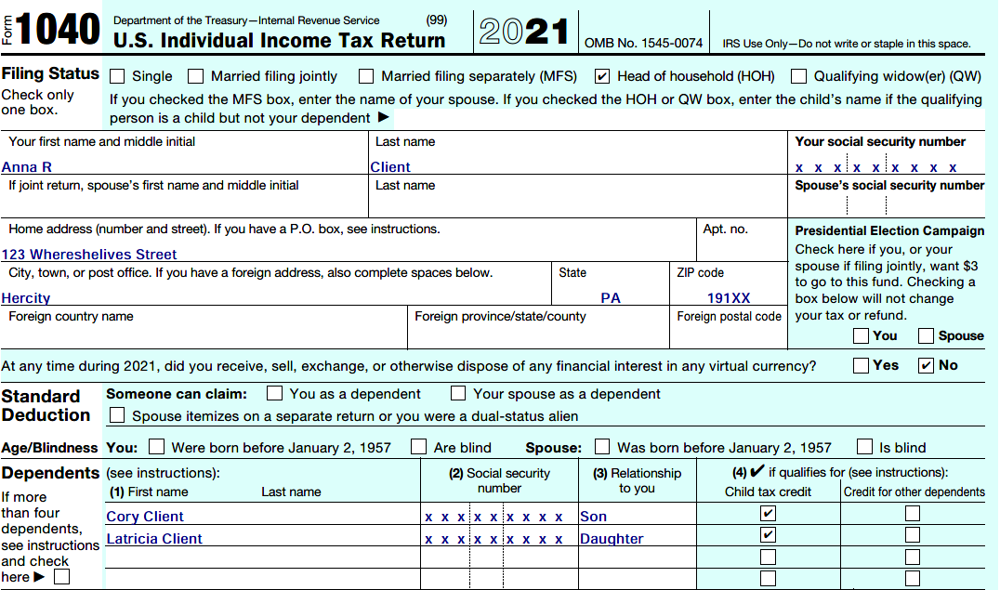 Form 1040 Department of the Treasury—Internal Revenue Service (99) U.S. Individual Income Tax Return 2021 OMB No. 1545-0074 IRS Use Only—Do not write or staple in this space.
Filing Status Single Married filing jointly Married filing separately (MFS) ✔ Head of household (HOH) Qualifying widow(er) (QW)
Check only one box.
If you checked the MFS box, enter the name of your spouse. If you checked the HOH or QW box, enter the child’s name if the qualifying
person is a child but not your dependent ►
Your first name and middle initial Last name Your social security number
Anna R Client x x x x x x x x x
If joint return, spouse’s first name and middle initial Last name Spouse’s social security number
Home address (number and street). If you have a P.O. box, see instructions. Apt. no.
123 Whereshelives Street
City, town, or post office. If you have a foreign address, also complete spaces below. State ZIP code
Hercity PA 191XX
Foreign country name Foreign province/state/county Foreign postal code
Presidential Election Campaign
Check here if you, or your
spouse if filing jointly, want $3
to go to this fund. Checking a
box below will not change
your tax or refund.
You Spouse
At any time during 2021, did you receive, sell, exchange, or otherwise dispose of any financial interest in any virtual currency? Yes ✔ No
Standard Deduction
Someone can claim: You as a dependent Your spouse as a dependent
Spouse itemizes on a separate return or you were a dual-status alien
Age/Blindness You: Were born before January 2, 1957 Are blind Spouse: Was born before January 2, 1957 Is blind
Dependents (see instructions): (2) Social security number (3) Relationship to you (4) ✔ if qualifies for (see instructions):
(1) First name Last name Child tax credit Credit for other dependents
If more
than four
dependents,
see instructions
and check
here ►
Cory Client x x x x x x x x x Son ✔
Latricia Client x x x x x x x x x Daughter ✔